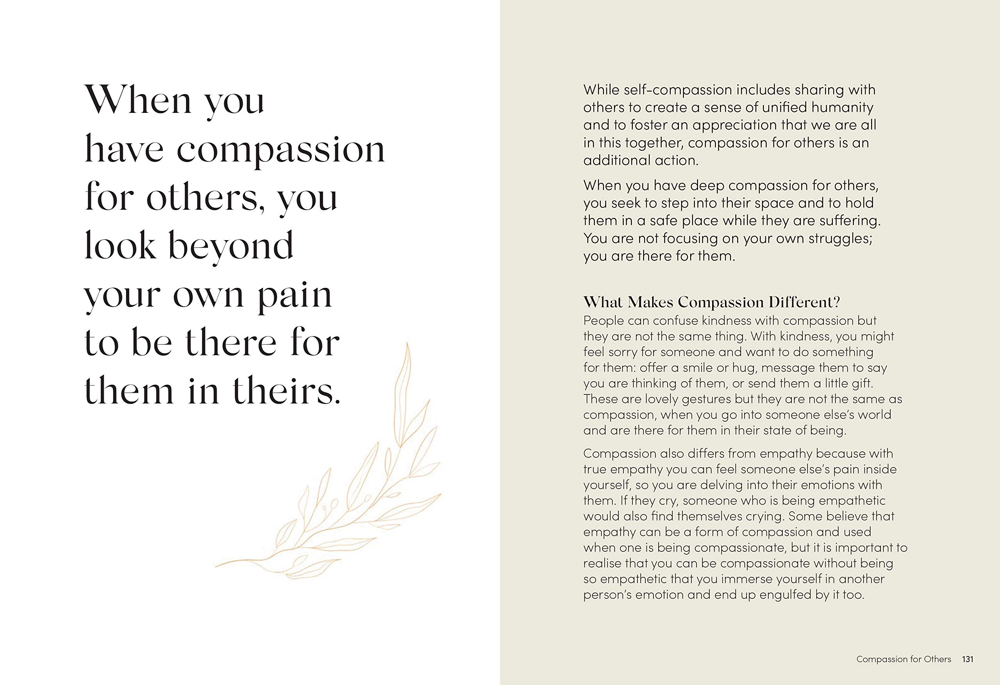 When you
have compassion
for others, you
look beyond
your own pain
to be there for
them in theirs.
While self-compassion includes sharing with
others to create a sense of unified humanity
and to foster an appreciation that we are all
in this together, compassion for others is an
additional action.
When you have deep compassion for others,
you seek to step into their space and to hold
them in a safe place while they are suffering.
You are not focusing on your own struggles;
you are there for them.
What Makes Compassion Different?
People can confuse kindness with compassion but
they are not the same thing. With kindness, you might
feel sorry for someone and want to do something
for them: offer a smile or hug, message them to say
you are thinking of them, or send them a little gift.
These are lovely gestures but they are not the same as
compassion, when you go into someone else’s world
and are there for them in their state of being.
Compassion also differs from empathy because with
true empathy you can feel someone else’s pain inside
yourself, so you are delving into their emotions with
them. If they cry, someone who is being empathetic
would also find themselves crying. Some believe that
empathy can be a form of compassion and used
when one is being compassionate, but it is important to
realise that you can be compassionate without being
so empathetic that you immerse yourself in another
person’s emotion and end up engulfed by it too.
Compassion for Others 131